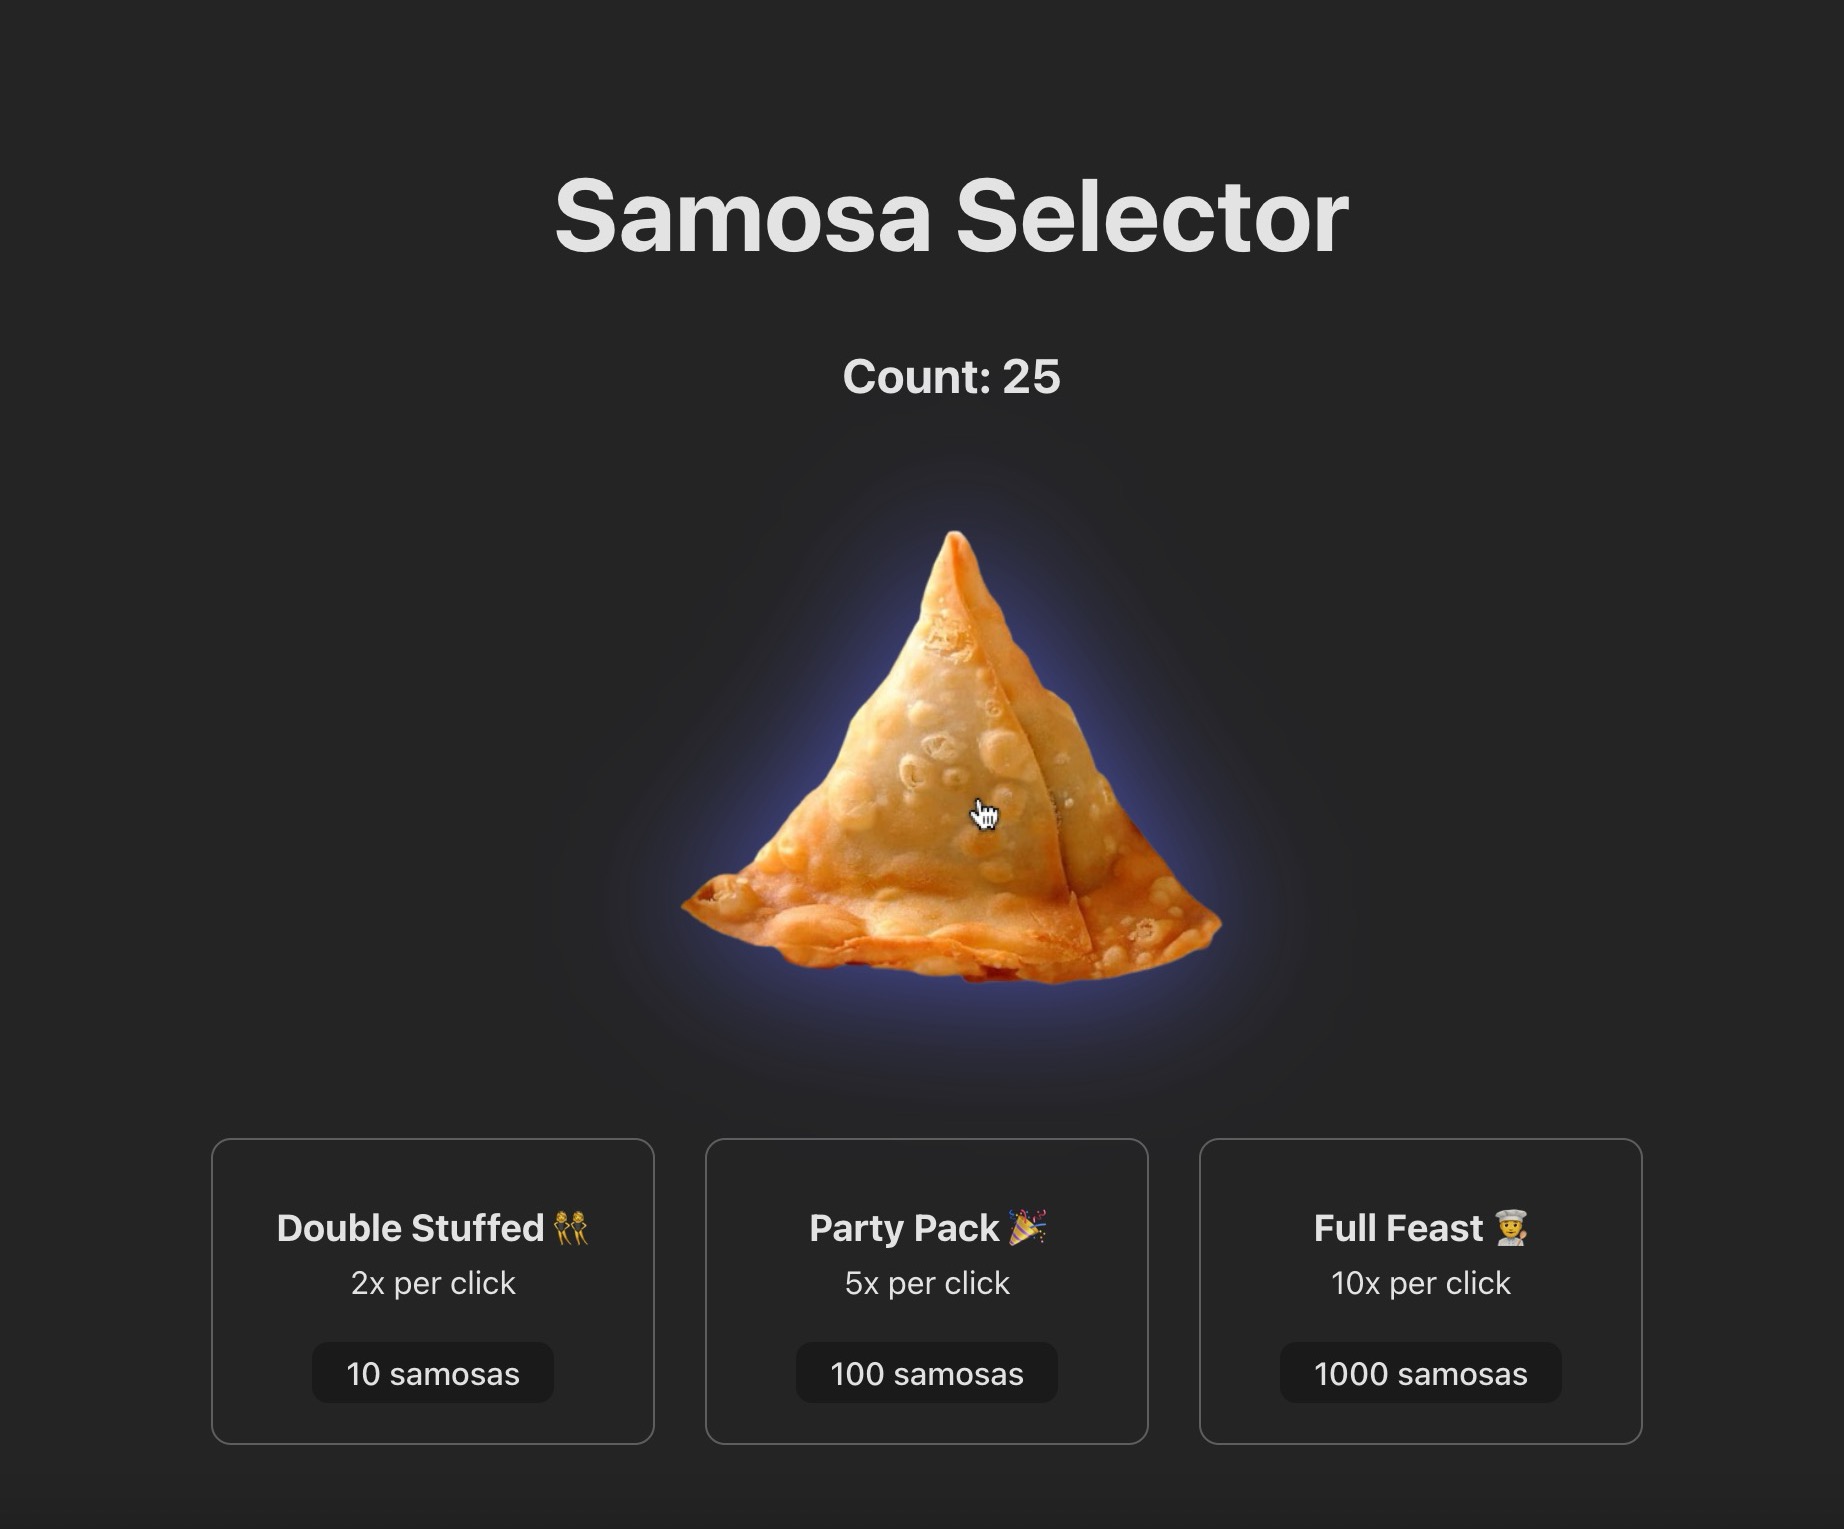 Samosa Selector
Count: 25
Double Stuffed 👯
2x per click
10 samosas
Party Pack 🎉
5x per click
100 samosas
Full Feast 👩‍🍳
10x per click
1000 samosas